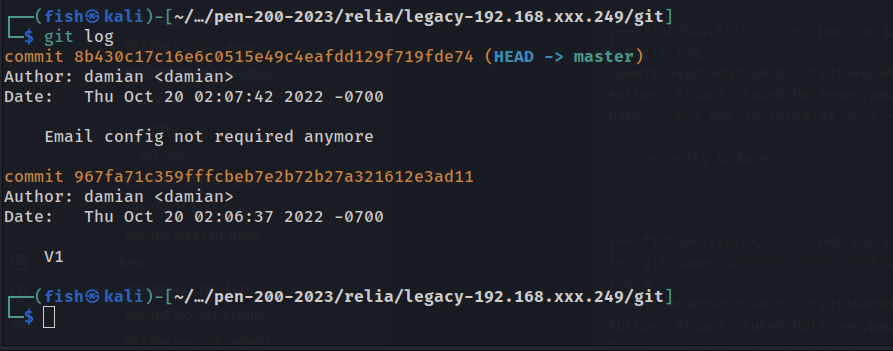 ┌──(fish㉿kali)-[~/…/pen-200-2023/relia/legacy-192.168.xxx.249/git]
└─$ git log
commit 8b430c17c16e6c0515e49c4eafdd129f719fde74 (HEAD -> master)
Author: damian <damian>
Date:   Thu Oct 20 02:07:42 2022 -0700
    Email config not required anymore
commit 967fa71c359fffcbeb7e2b72b27a321612e3ad11
Author: damian <damian>
Date:   Thu Oct 20 02:06:37 2022 -0700
    V1
┌──(fish㉿kali)-[~/…/pen-200-2023/relia/legacy-192.168.xxx.249/git]
└─$
Security Update